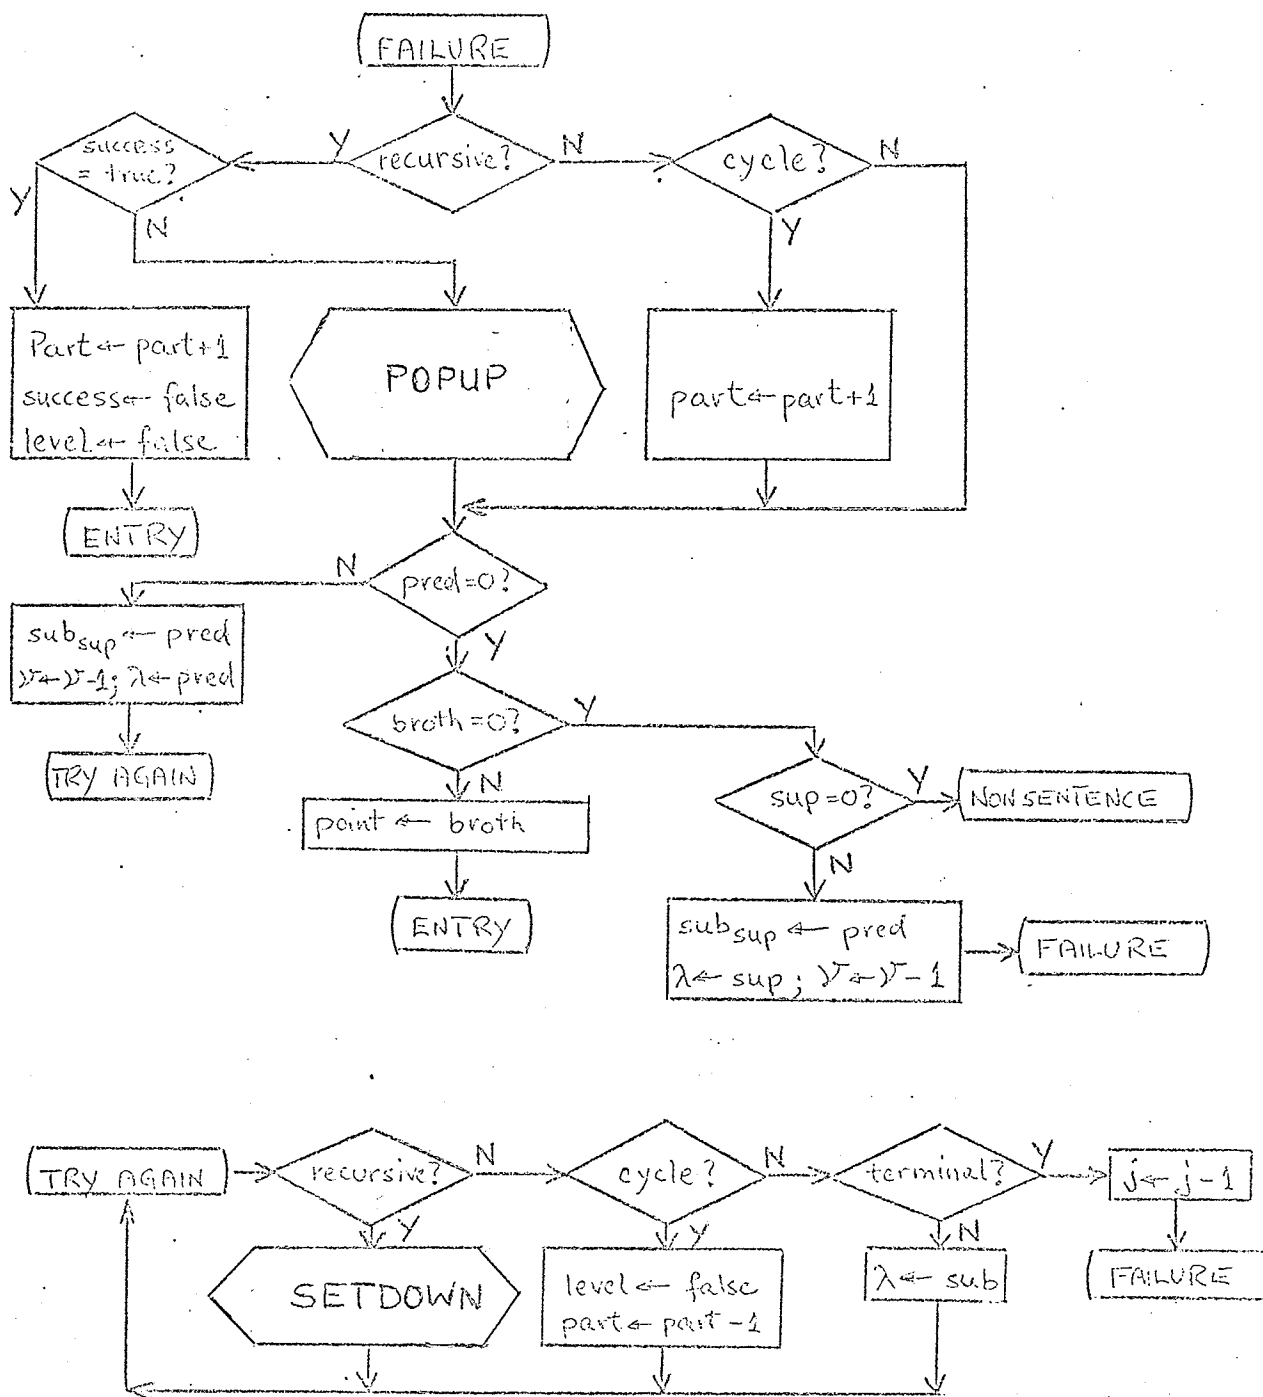 FAILURE
success
= true?
Y
recursive?
N
cycle?
N
Y
N
Y
Part ← part+1
success ← false
level ← false
POPUP
part ← part+1
ENTRY
N
pred=0?
sub_sup ← pred
ν ← ν-1; λ ← pred
Y
broth=0?
Y
TRY AGAIN
N
sup=0?
Y
NONSENTENCE
point ← broth
N
ENTRY
sub_sup ← pred
λ ← sup; ν ← ν-1
FAILURE
TRY AGAIN
recursive?
N
cycle?
N
terminal?
Y
j ← j-1
Y
Y
N
SETDOWN
level ← false
part ← part-1
λ ← sub
FAILURE